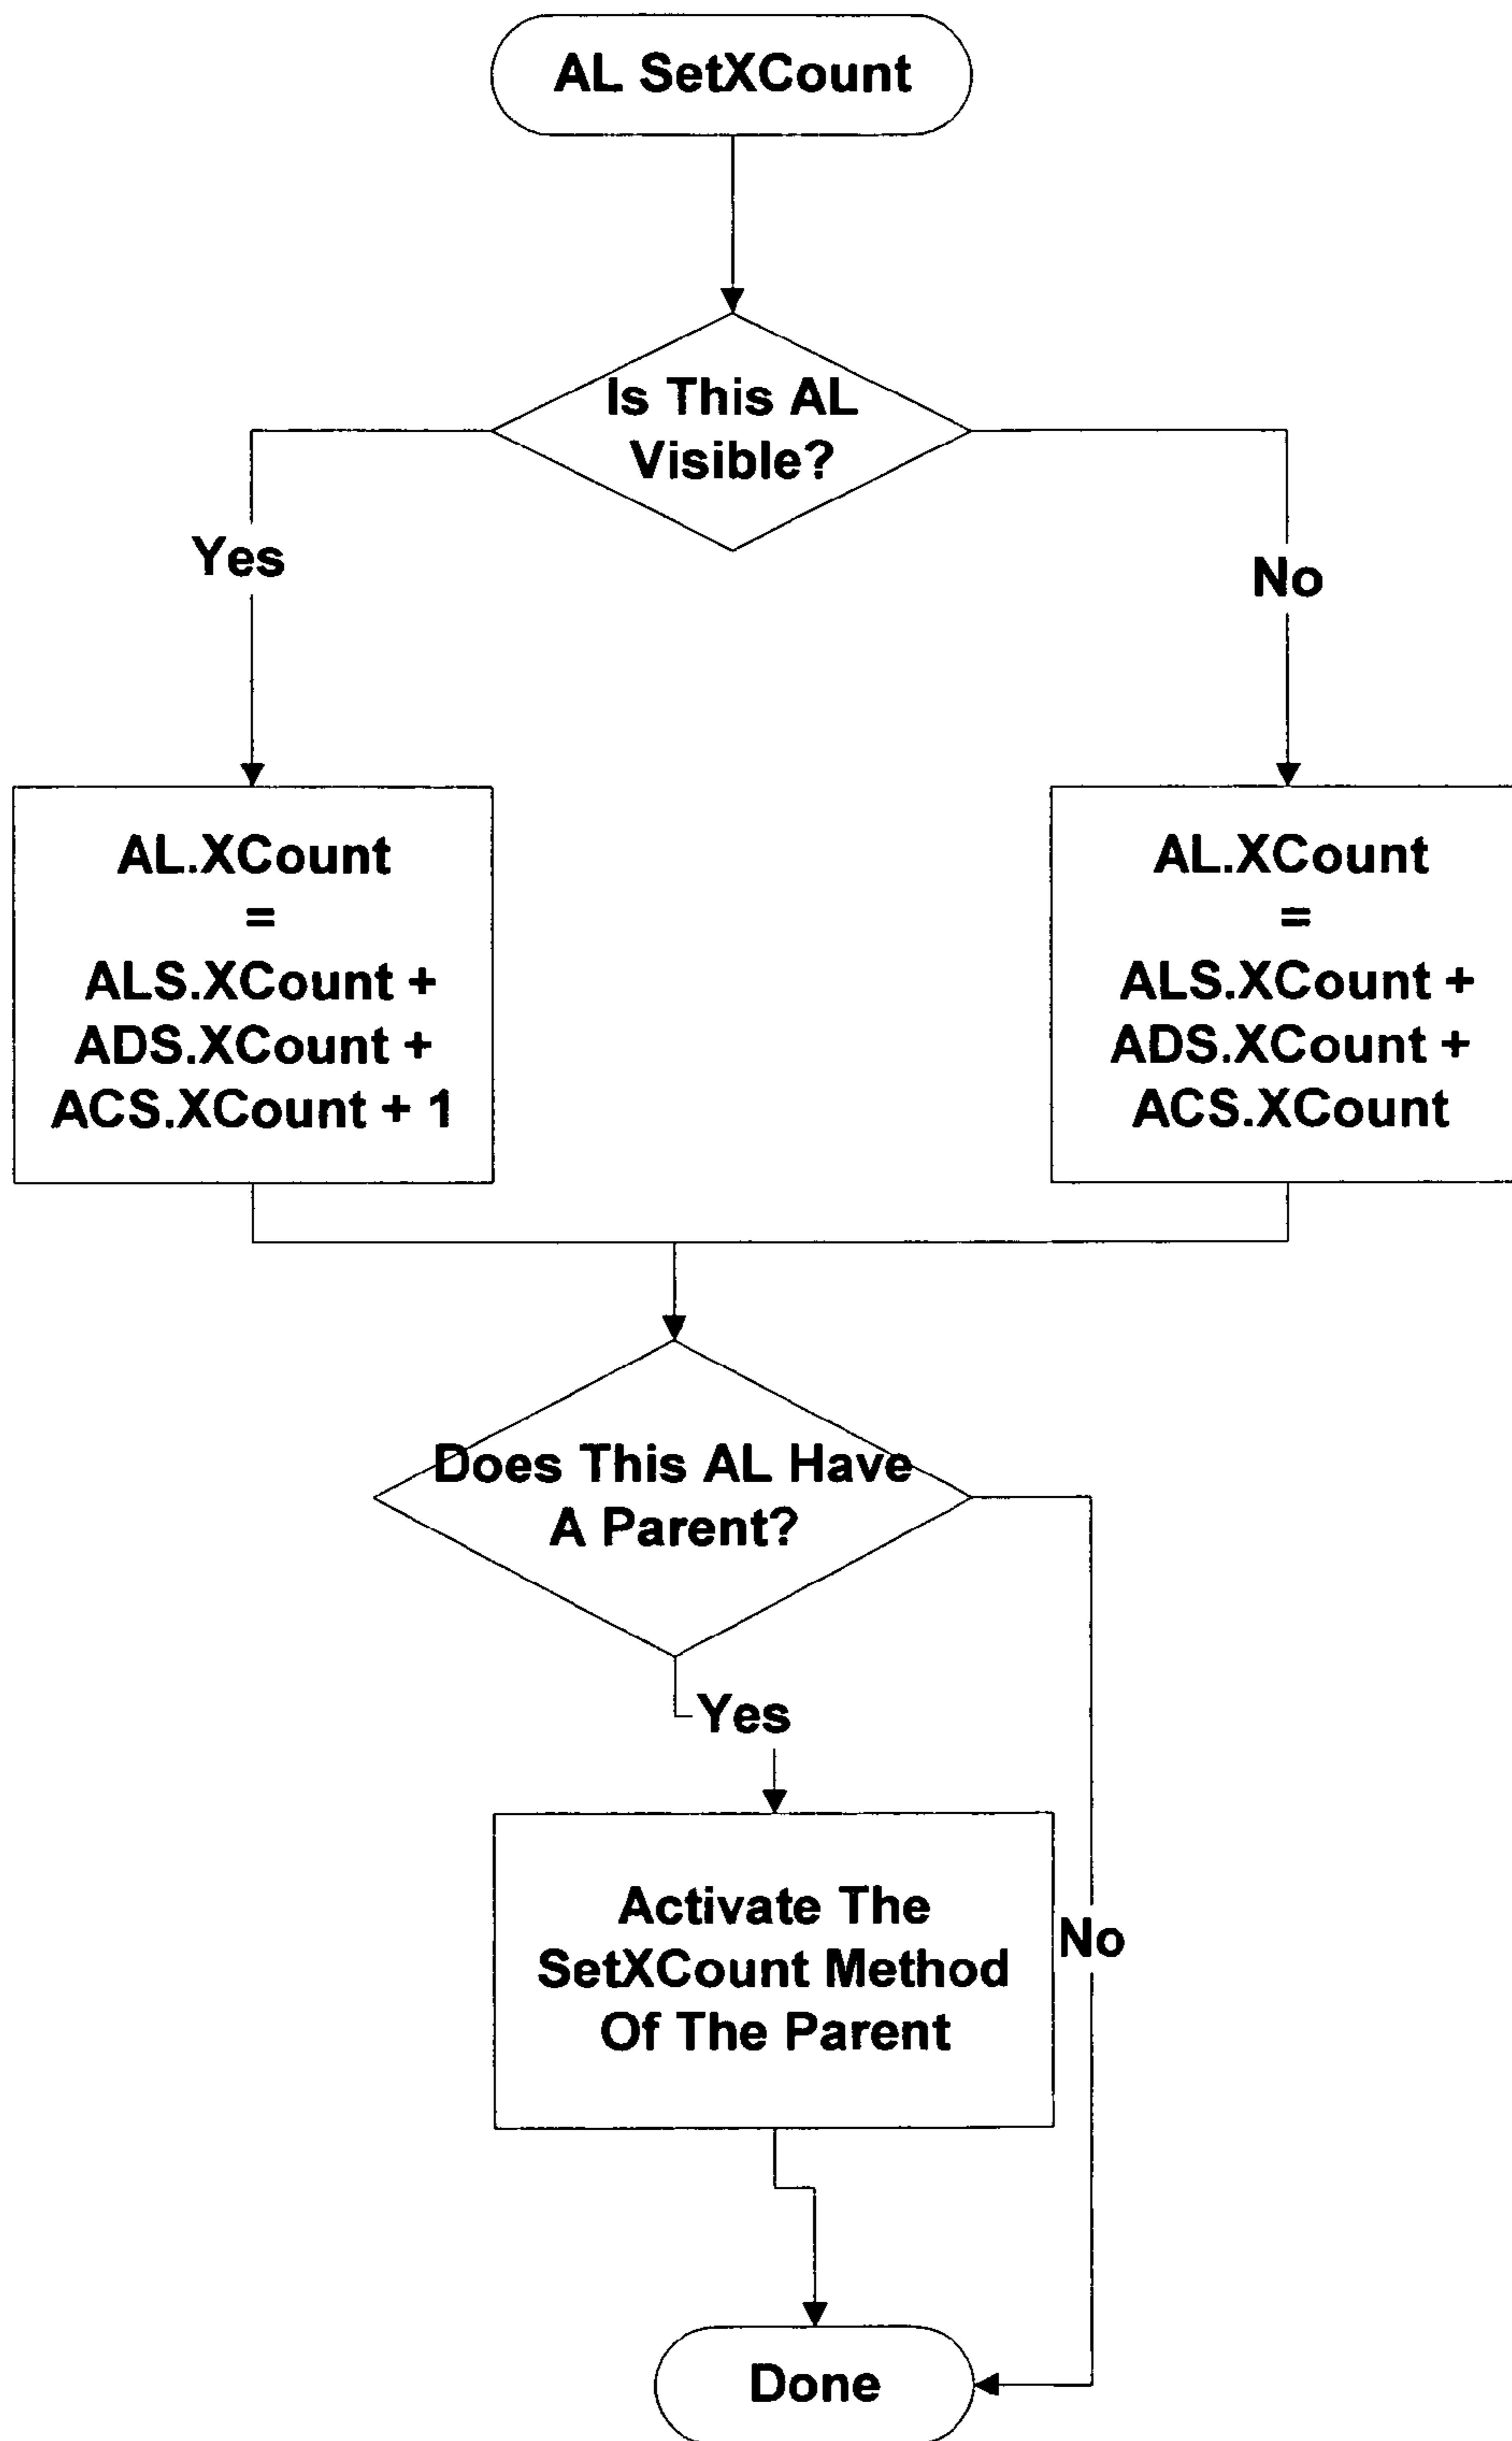 AL SetXCount
Is This AL
Visible?
Yes
No
AL.XCount
=
ALS.XCount +
ADS.XCount +
ACS.XCount + 1
AL.XCount
=
ALS.XCount +
ADS.XCount +
ACS.XCount
Does This AL Have
A Parent?
Yes
Activate The
SetXCount Method
Of The Parent
No
Done